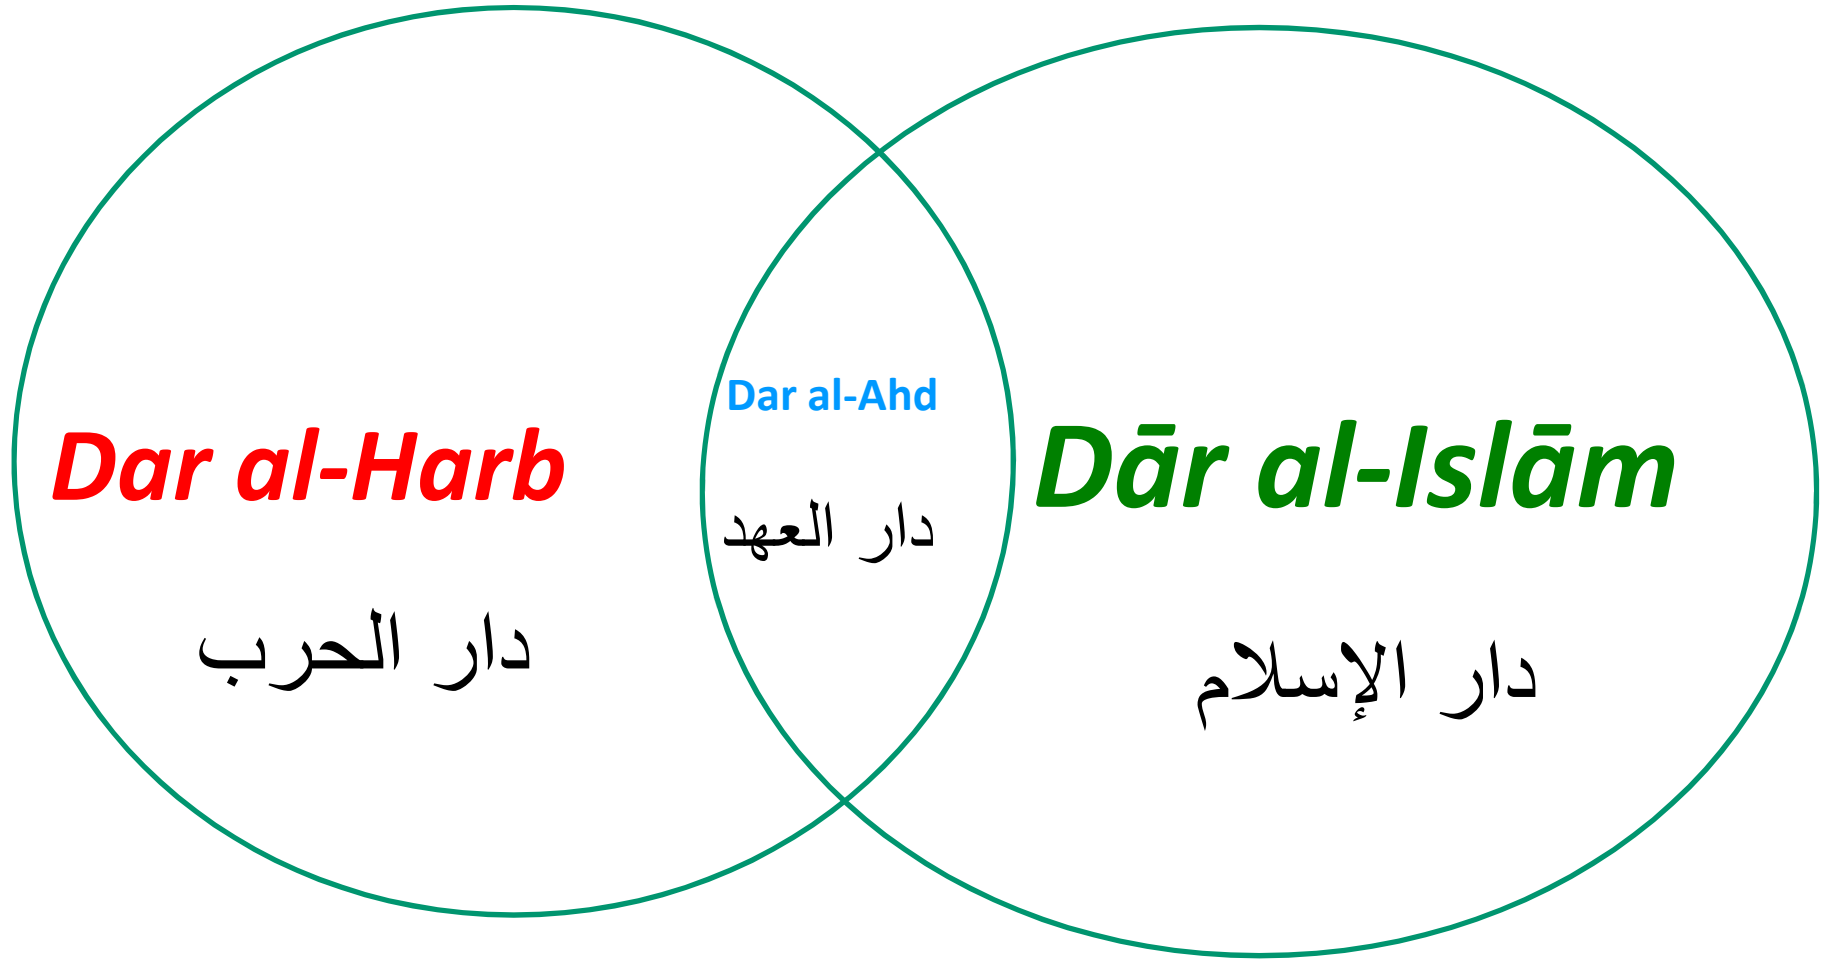 Dar al-Harb
دار الحرب
Dar al-Ahd
دار العهد
Dār al-Islām
دار الإسلام